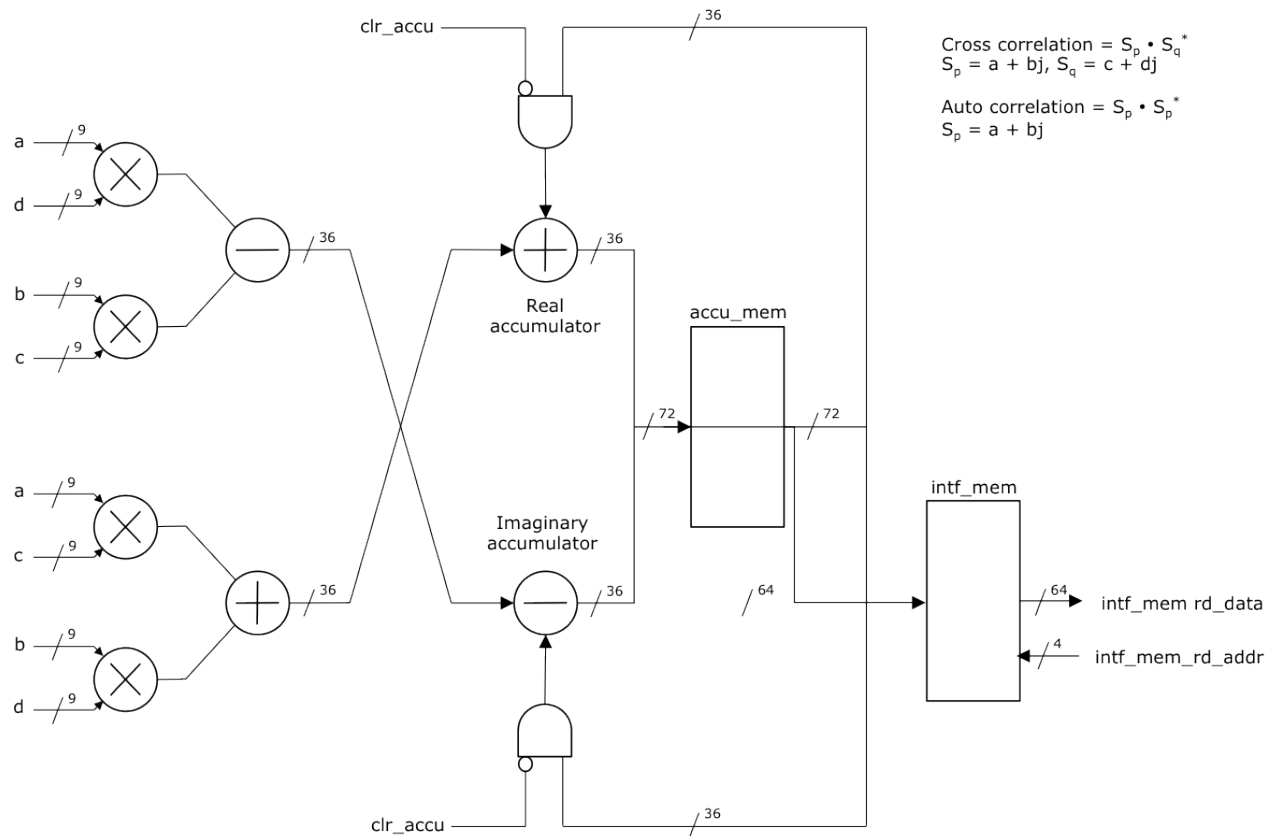 clr_accu
36
Cross correlation = Sₚ • S_q*
Sₚ = a + bj, S_q = c + dj
Auto correlation = Sₚ • Sₚ*
Sₚ = a + bj
a
9
d
9
36
36
b
9
c
9
Real
accumulator
accu_mem
72
72
a
9
c
9
Imaginary
accumulator
intf_mem
36
36
64
64
intf_mem rd_data
b
9
4
intf_mem_rd_addr
d
9
clr_accu
36